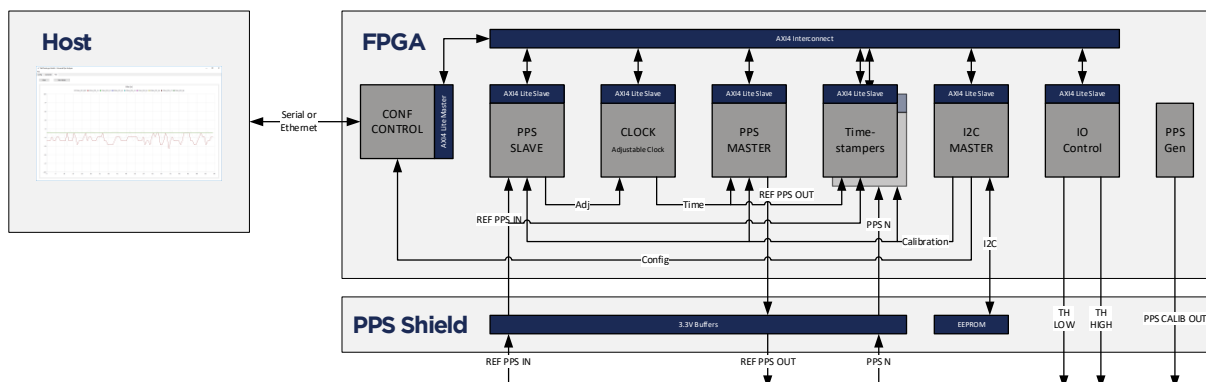 Host
FPGA
AXI4 Interconnect
Serial or
Ethernet
CONF
CONTROL
AXI4 Lite Master
AXI4 Lite Slave
PPS
SLAVE
AXI4 Lite Slave
CLOCK
Adjustable Clock
AXI4 Lite Slave
PPS
MASTER
AXI4 Lite Slave
Time-
stampers
AXI4 Lite Slave
I2C
MASTER
AXI4 Lite Slave
IO
Control
PPS
Gen
REF PPS IN
Adj
Time
REF PPS OUT
PPS N
Calibration
I2C
Config
PPS Shield
3.3V Buffers
EEPROM
TH
LOW
TH
HIGH
PPS CALIB OUT
REF PPS IN
REF PPS OUT
PPS N